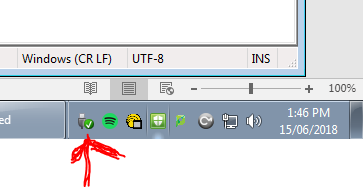 Windows (CR LF) UTF-8 INS
100%
ed
1:46 PM
15/06/2018